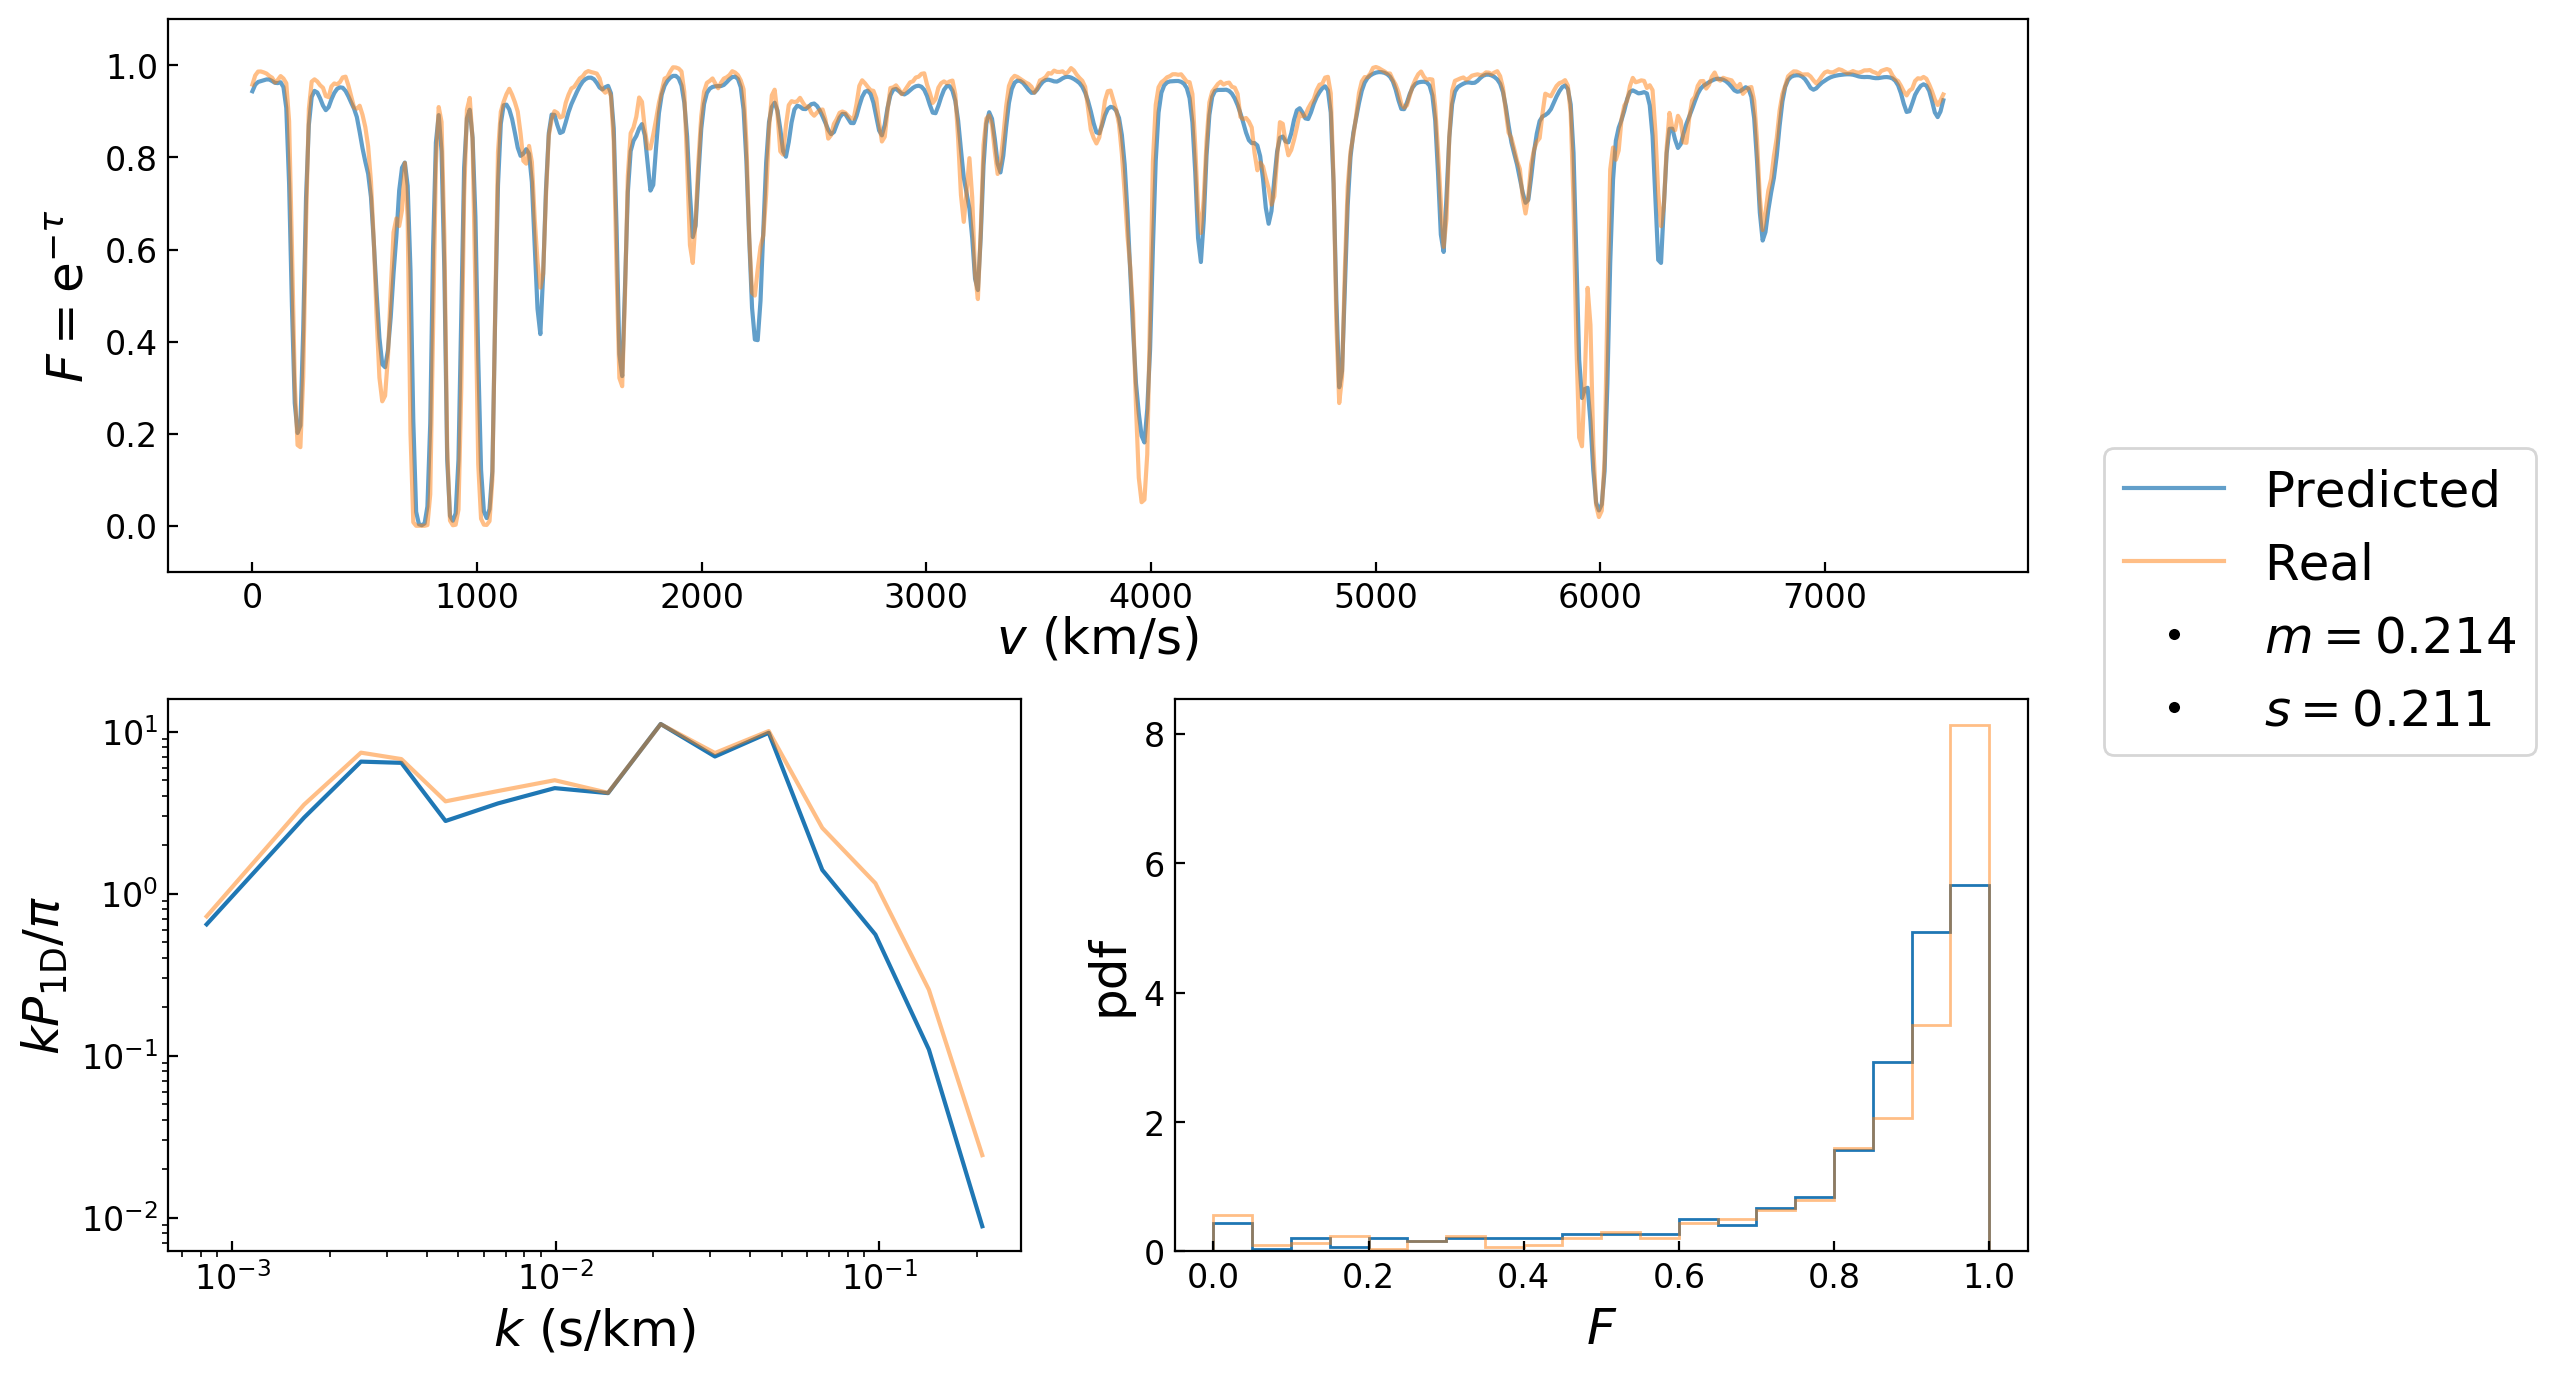 F = e^{−τ}
1.0
0.8
0.6
0.4
0.2
0.0
0 1000 2000 3000 4000 5000 6000 7000
v (km/s)
Predicted
Real
m = 0.214
s = 0.211
kP_{1D}/π
10^1
10^0
10^{−1}
10^{−2}
10^{−3} 10^{−2} 10^{−1}
k (s/km)
pdf
8
6
4
2
0
0.0 0.2 0.4 0.6 0.8 1.0
F